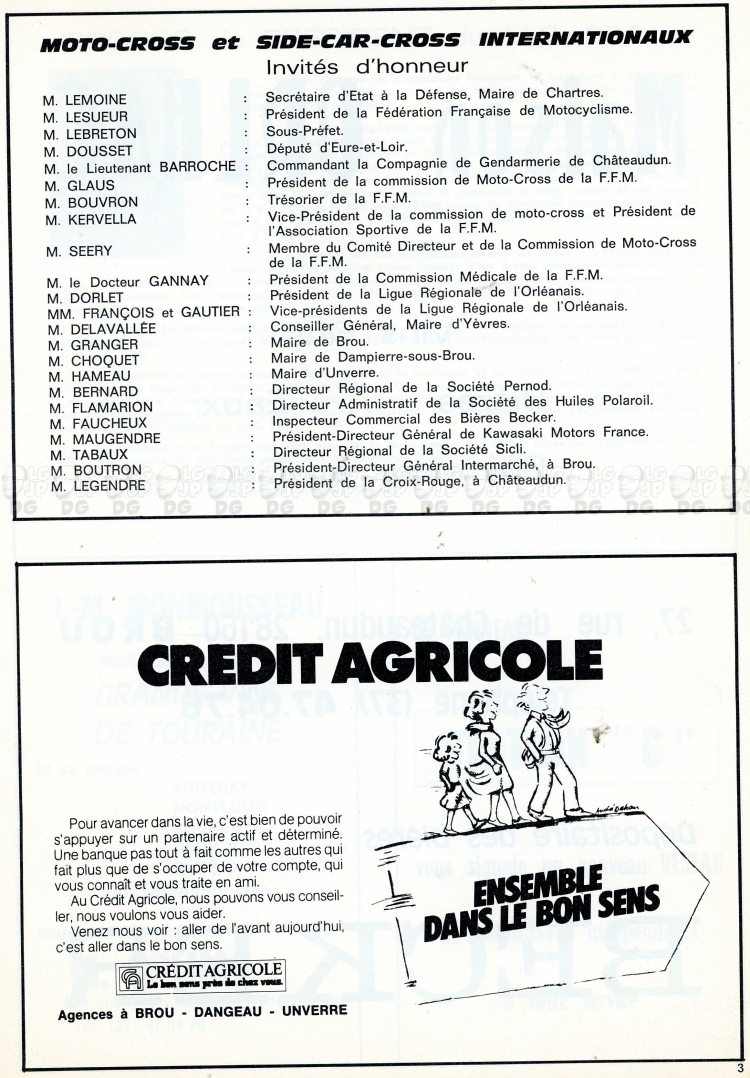 MOTO-CROSS et SIDE-CAR-CROSS INTERNATIONAUX
Invités d'honneur
M. LEMOINE : Secrétaire d'Etat à la Défense, Maire de Chartres.
M. LESUEUR : Président de la Fédération Française de Motocyclisme.
M. LEBRETON : Sous-Préfet.
M. DOUSSET : Député d'Eure-et-Loir.
M. le Lieutenant BARROCHE : Commandant la Compagnie de Gendarmerie de Châteaudun.
M. GLAUS : Président de la commission de Moto-Cross de la F.F.M.
M. BOUVRON : Trésorier de la F.F.M.
M. KERVELLA : Vice-Président de la commission de moto-cross et Président de
l'Association Sportive de la F.F.M.
M. SEERY : Membre du Comité Directeur et de la Commission de Moto-Cross
de la F.F.M.
M. le Docteur GANNAY : Président de la Commission Médicale de la F.F.M.
M. DORLET : Président de la Ligue Régionale de l'Orléanais.
MM. FRANÇOIS et GAUTIER : Vice-présidents de la Ligue Régionale de l'Orléanais.
M. DELAVALLÉE : Conseiller Général, Maire d'Yèvres.
M. GRANGER : Maire de Brou.
M. CHOQUET : Maire de Dampierre-sous-Brou.
M. HAMEAU : Maire d'Unverre.
M. BERNARD : Directeur Régional de la Société Pernod.
M. FLAMARION : Directeur Administratif de la Société des Huiles Polaroil.
M. FAUCHEUX : Inspecteur Commercial des Bières Becker.
M. MAUGENDRE : Président-Directeur Général de Kawasaki Motors France.
M. TABAUX : Directeur Régional de la Société Sicli.
M. BOUTRON : Président-Directeur Général Intermarché, à Brou.
M. LEGENDRE : Président de la Croix-Rouge, à Châteaudun.
CREDIT AGRICOLE
Pour avancer dans la vie, c'est bien de pouvoir
s'appuyer sur un partenaire actif et déterminé.
Une banque pas tout à fait comme les autres qui
fait plus que de s'occuper de votre compte, qui
vous connaît et vous traite en ami.
Au Crédit Agricole, nous pouvons vous conseil-
ler, nous voulons vous aider.
Venez nous voir : aller de l'avant aujourd'hui,
c'est aller dans le bon sens.
CRÉDIT AGRICOLE
Le bon sens près de chez vous.
Agences à BROU - DANGEAU - UNVERRE
ENSEMBLE
DANS LE BON SENS
3